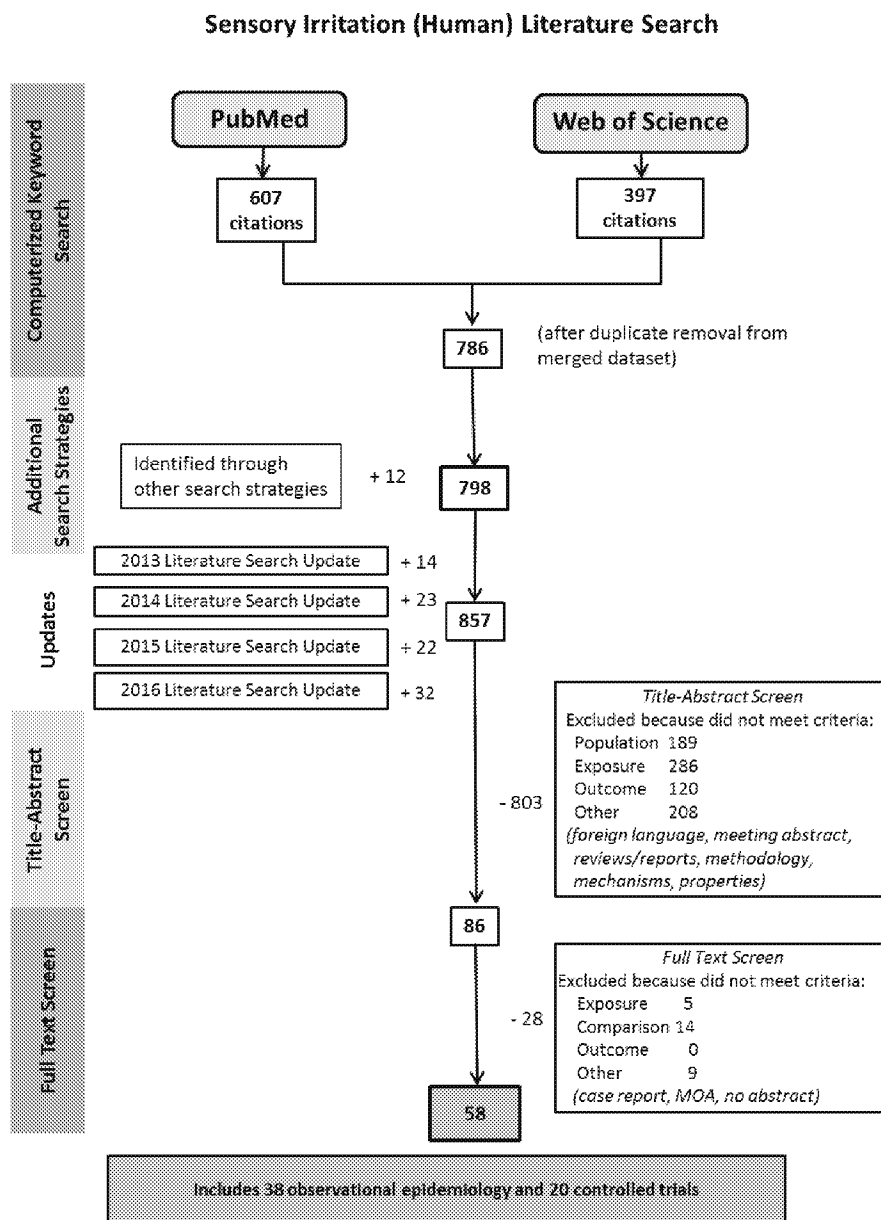 Sensory Irritation (Human) Literature Search
Computerized Keyword
Search
PubMed
Web of Science
607
citations
397
citations
786
(after duplicate removal from
merged dataset)
Additional
Search Strategies
Identified through
other search strategies
+ 12
798
Updates
2013 Literature Search Update
+ 14
2014 Literature Search Update
+ 23
857
2015 Literature Search Update
+ 22
2016 Literature Search Update
+ 32
Title-Abstract
Screen
- 803
Title-Abstract Screen
Excluded because did not meet criteria:
Population 189
Exposure 286
Outcome 120
Other 208
(foreign language, meeting abstract,
reviews/reports, methodology,
mechanisms, properties)
86
Full Text Screen
- 28
Full Text Screen
Excluded because did not meet criteria:
Exposure 5
Comparison 14
Outcome 0
Other 9
(case report, MOA, no abstract)
58
Includes 38 observational epidemiology and 20 controlled trials